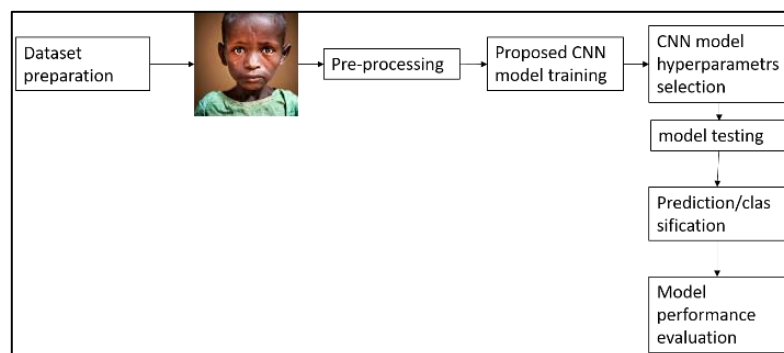 Dataset
preparation
Pre-processing
Proposed CNN
model training
CNN model
hyperparametrs
selection
model testing
Prediction/clas
sification
Model
performance
evaluation